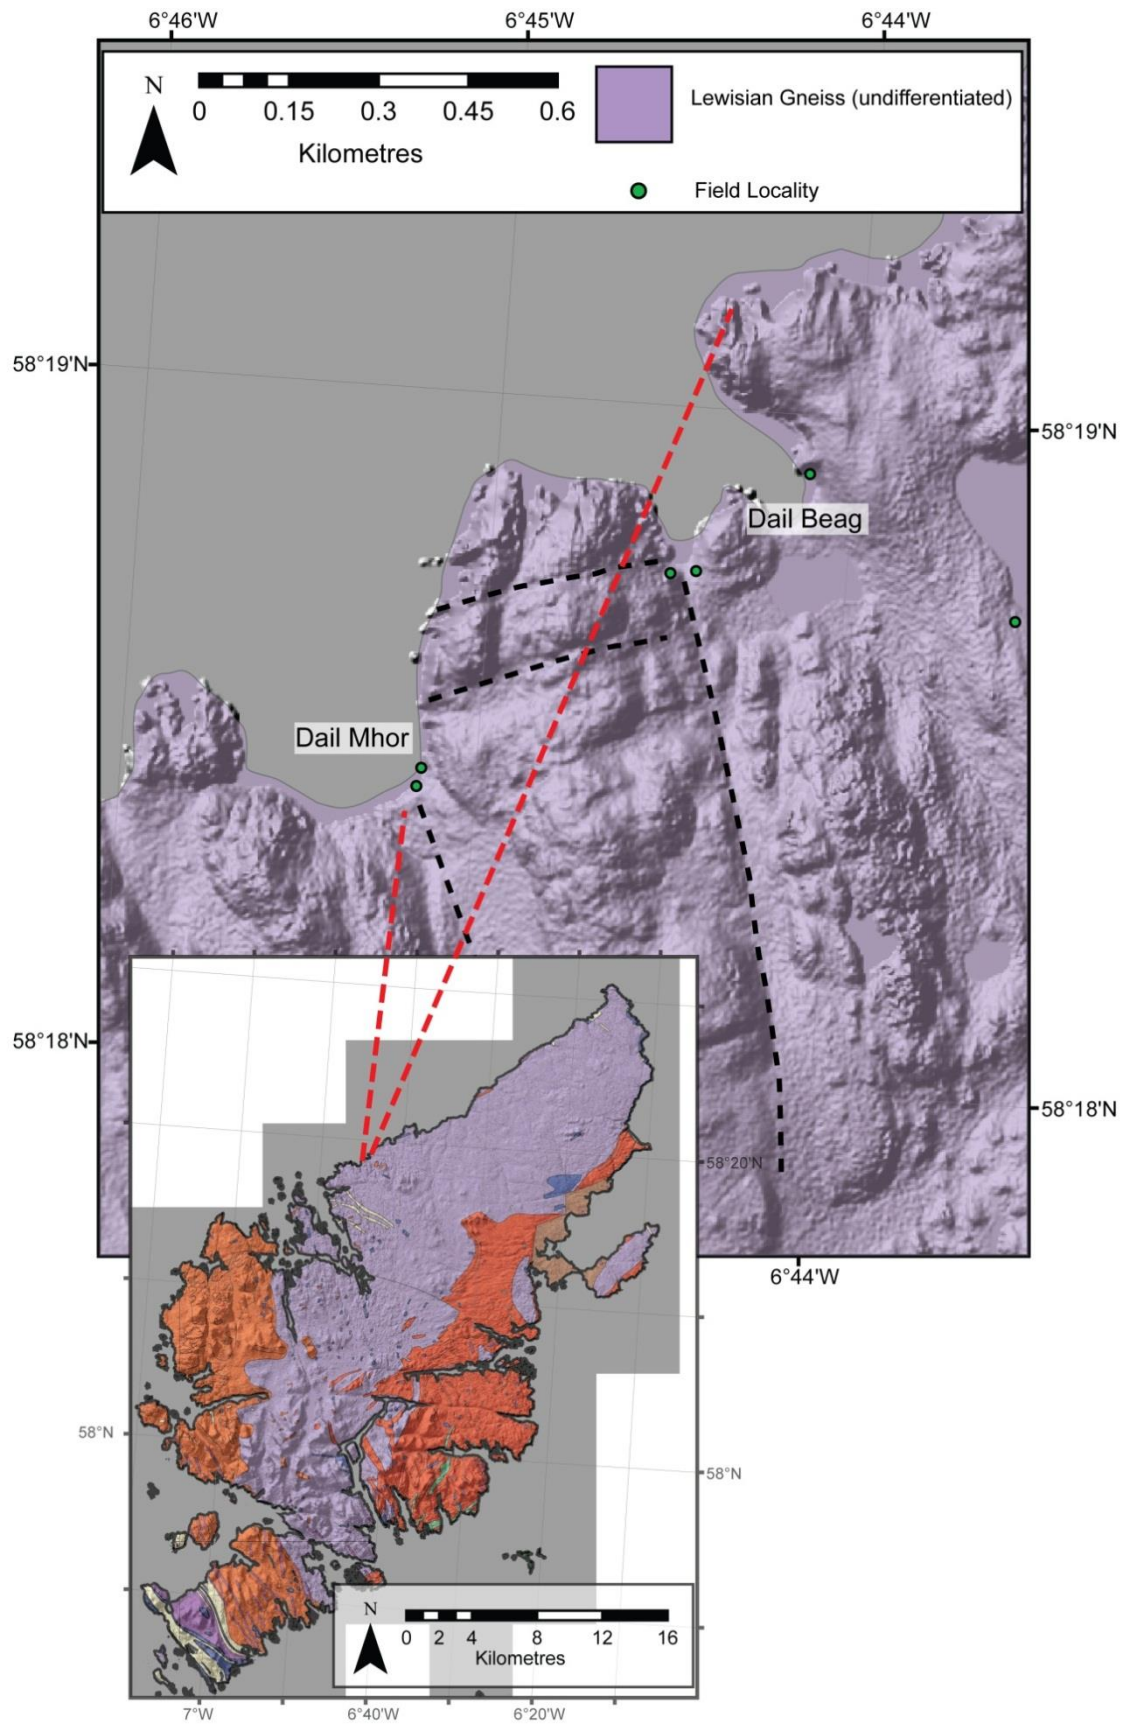 6°46'W 6°45'W 6°44'W
N
0 0.15 0.3 0.45 0.6
Kilometres
Lewisian Gneiss (undifferentiated)
Field Locality
58°19'N
58°19'N
Dail Beag
Dail Mhor
58°18'N
58°18'N
58°20'N
6°44'W
58°N
58°N
N
0 2 4 8 12 16
Kilometres
7°W 6°40'W 6°20'W